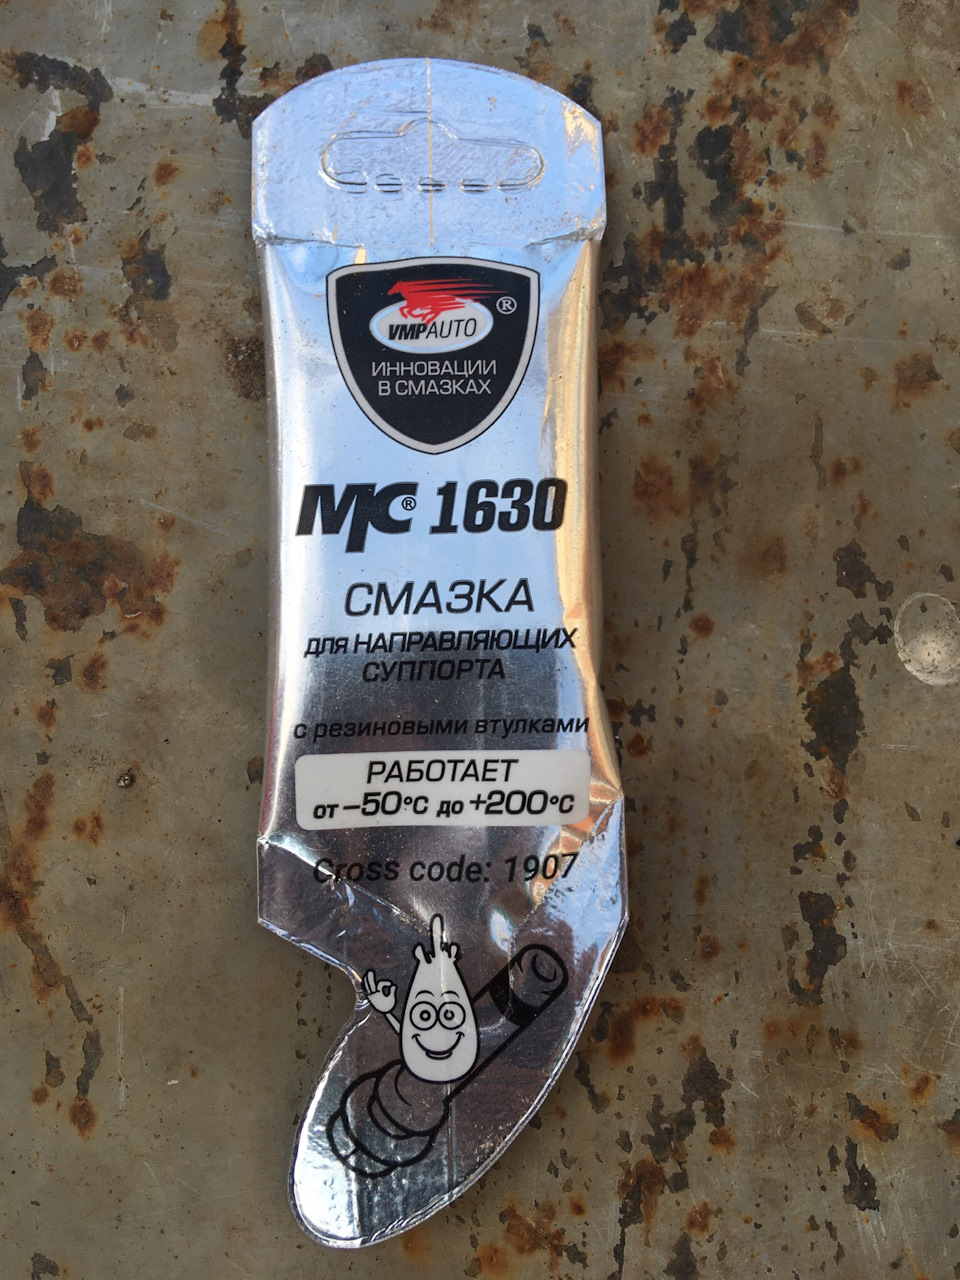 VMPAUTO ®
ИННОВАЦИИ
В СМАЗКАХ
МС® 1630
СМАЗКА
ДЛЯ НАПРАВЛЯЮЩИХ
СУППОРТА
с резиновыми втулками
РАБОТАЕТ
от –50°С до +200°С
Cross code: 1907